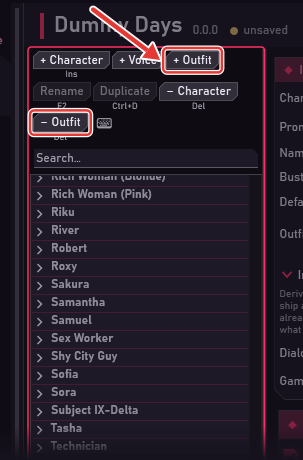 Dummy Days 0.0.0 unsaved
+ Character + Voice + Outfit
Ins
Rename Duplicate − Character
F2 Ctrl+D Del
− Outfit
Del
Search...
Rich Woman (Blonde)
Rich Woman (Pink)
Riku
River
Robert
Roxy
Sakura
Samantha
Samuel
Sex Worker
Shy City Guy
Sofia
Sora
Subject IX-Delta
Tasha
Technician